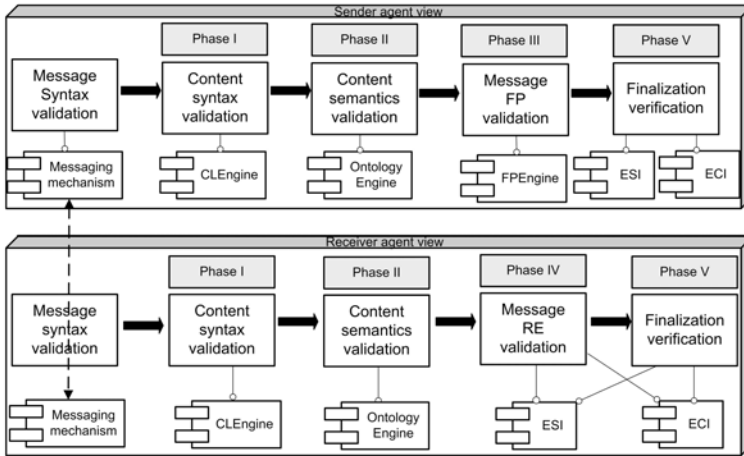 Sender agent view
Phase I
Phase II
Phase III
Phase V
Message
Syntax
validation
Content
syntax
validation
Content
semantics
validation
Message
FP
validation
Finalization
verification
Messaging
mechanism
CLEngine
Ontology
Engine
FPEngine
ESI
ECI
Receiver agent view
Phase I
Phase II
Phase IV
Phase V
Message
syntax
validation
Content
syntax
validation
Content
semantics
validation
Message
RE
validation
Finalization
verification
Messaging
mechanism
CLEngine
Ontology
Engine
ESI
ECI